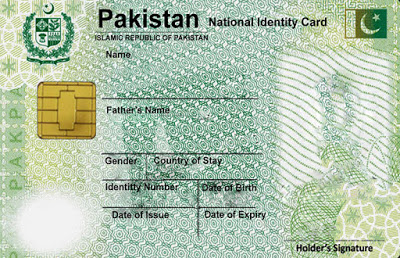 Pakistan National Identity Card
ISLAMIC REPUBLIC OF PAKISTAN
Name
Father's Name
Gender Country of Stay
Identity Number Date of Birth
Date of Issue Date of Expiry
Holder's Signature
PAKPA